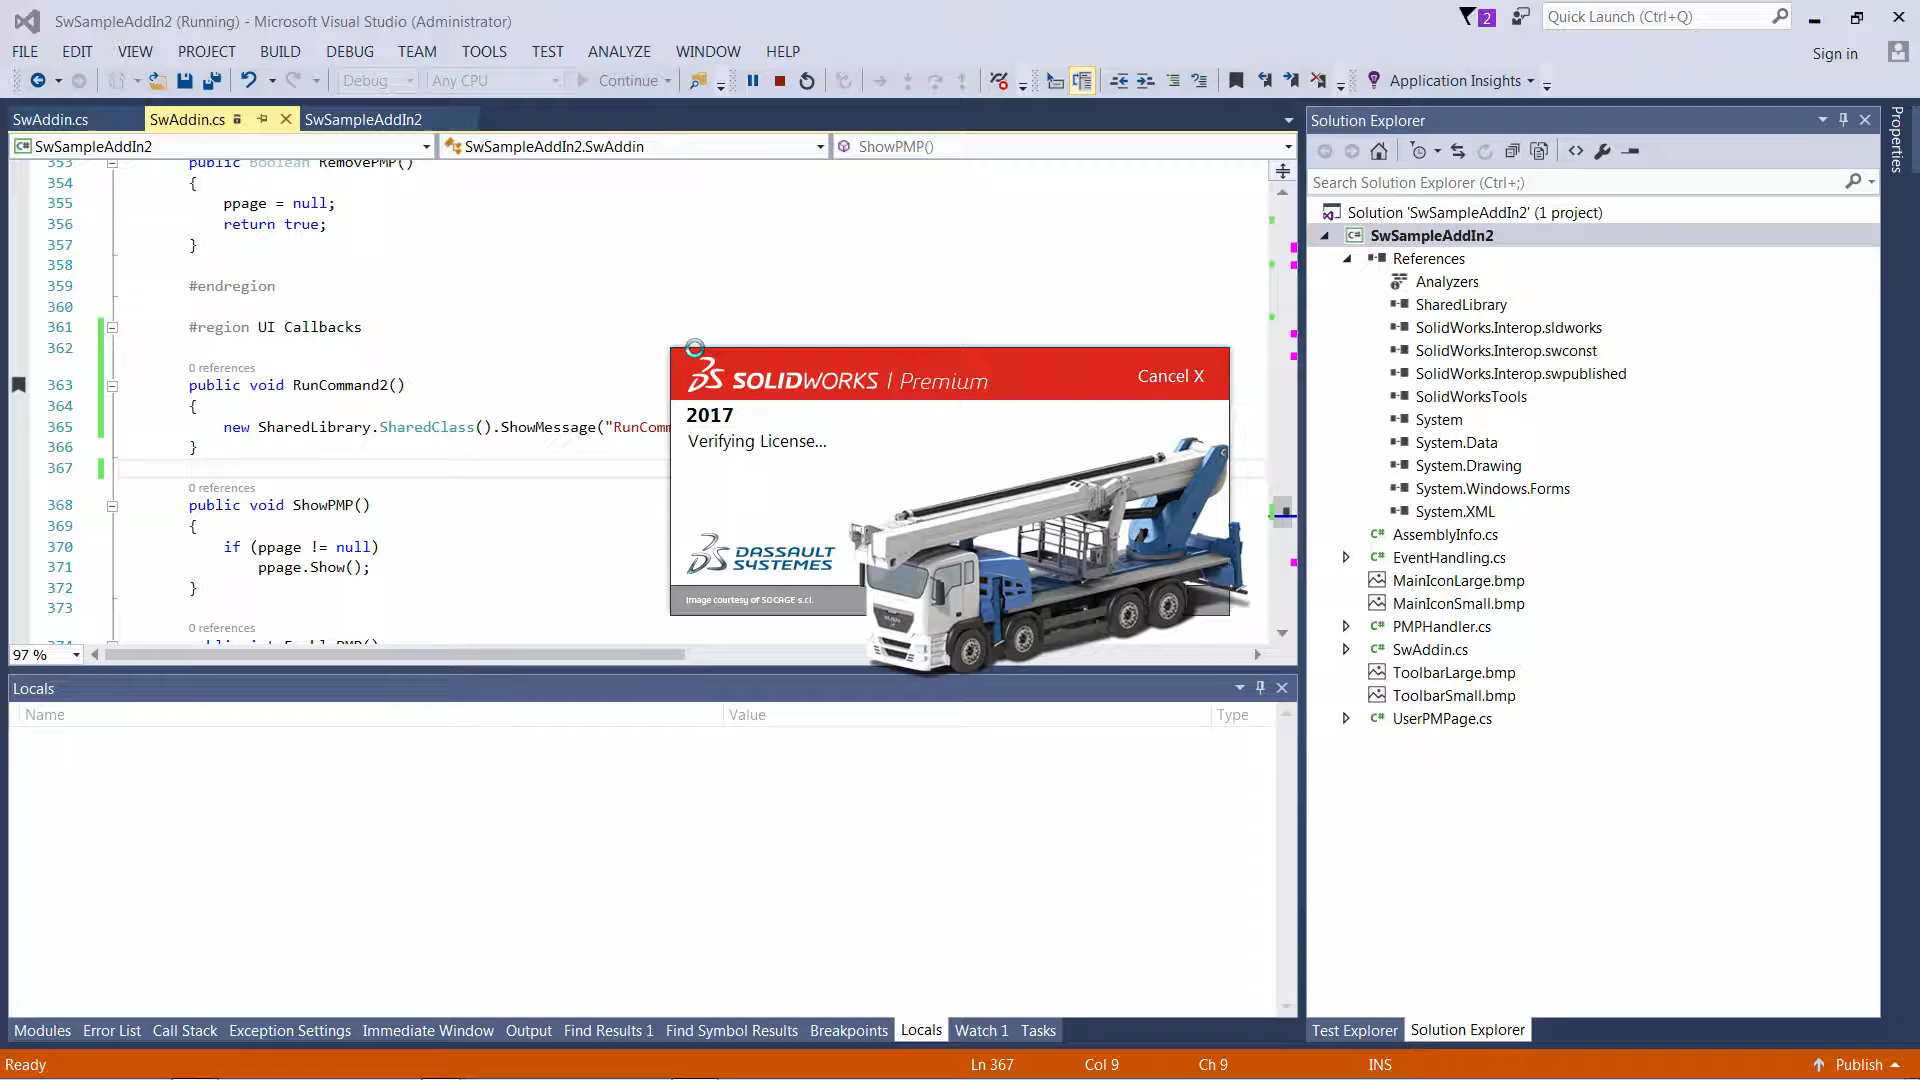 SwSampleAddIn2 (Running) - Microsoft Visual Studio (Administrator)
2
Quick Launch (Ctrl+Q)
FILE EDIT VIEW PROJECT BUILD DEBUG TEAM TOOLS TEST ANALYZE WINDOW HELP
Sign in
Debug Any CPU Continue Application Insights
SwAddin.cs SwAddin.cs SwSampleAddIn2
SwSampleAddIn2 SwSampleAddIn2.SwAddin ShowPMP()
353 public Boolean RemovePMP()
354 {
355 ppage = null;
356 return true;
357 }
358
359 #endregion
360
361 #region UI Callbacks
362
0 references
363 public void RunCommand2()
364 {
365 new SharedLibrary.SharedClass().ShowMessage("RunComm
366 }
367
0 references
368 public void ShowPMP()
369 {
370 if (ppage != null)
371 ppage.Show();
372 }
373
0 references
374
97 %
SOLIDWORKS | Premium
Cancel X
2017
Verifying License...
DASSAULT
SYSTEMES
Image courtesy of SOCAGE s.r.l.
Locals
Name Value Type
Modules Error List Call Stack Exception Settings Immediate Window Output Find Results 1 Find Symbol Results Breakpoints Locals Watch 1 Tasks
Solution Explorer
Search Solution Explorer (Ctrl+;)
Solution 'SwSampleAddIn2' (1 project)
C# SwSampleAddIn2
References
Analyzers
SharedLibrary
SolidWorks.Interop.sldworks
SolidWorks.Interop.swconst
SolidWorks.Interop.swpublished
SolidWorksTools
System
System.Data
System.Drawing
System.Windows.Forms
System.XML
C# AssemblyInfo.cs
C# EventHandling.cs
MainIconLarge.bmp
MainIconSmall.bmp
C# PMPHandler.cs
C# SwAddin.cs
ToolbarLarge.bmp
ToolbarSmall.bmp
C# UserPMPage.cs
Test Explorer Solution Explorer
Properties
Ready Ln 367 Col 9 Ch 9 INS Publish